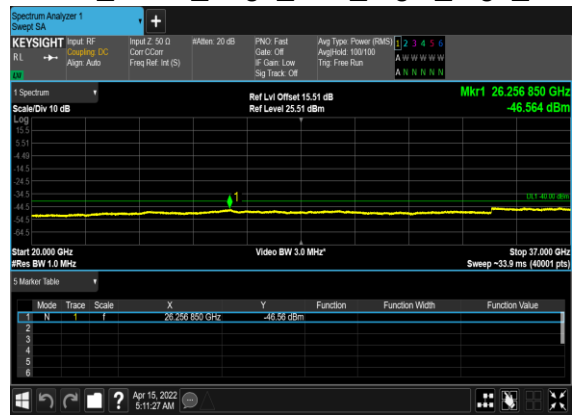 Spectrum Analyzer 1
Swept SA
+
KEYSIGHT
RL
Input: RF
Coupling: DC
Align: Auto
Input Z: 50 Ω
Corr CCorr
Freq Ref: Int (S)
#Atten: 20 dB
PNO: Fast
Gate: Off
IF Gain: Low
Sig Track: Off
Avg Type: Power (RMS)
Avg|Hold: 100/100
Trig: Free Run
1 2 3 4 5 6
A W W W W W
A N N N N N
1 Spectrum
Scale/Div 10 dB
Ref Lvl Offset 15.51 dB
Ref Level 25.51 dBm
Mkr1 26.256 850 GHz
-46.564 dBm
Log
15.5
5.51
-4.49
-14.5
-24.5
-34.5
-44.5
-54.5
-64.5
1
Start 20.000 GHz
#Res BW 1.0 MHz
Video BW 3.0 MHz*
Stop 37.000 GHz
Sweep ~33.9 ms (40001 pts)
5 Marker Table
Mode Trace Scale X Y Function Function Width Function Value
1 N 1 f 26.256 850 GHz -46.56 dBm
2
3
4
5
6
?
Apr 15, 2022
5:11:27 AM